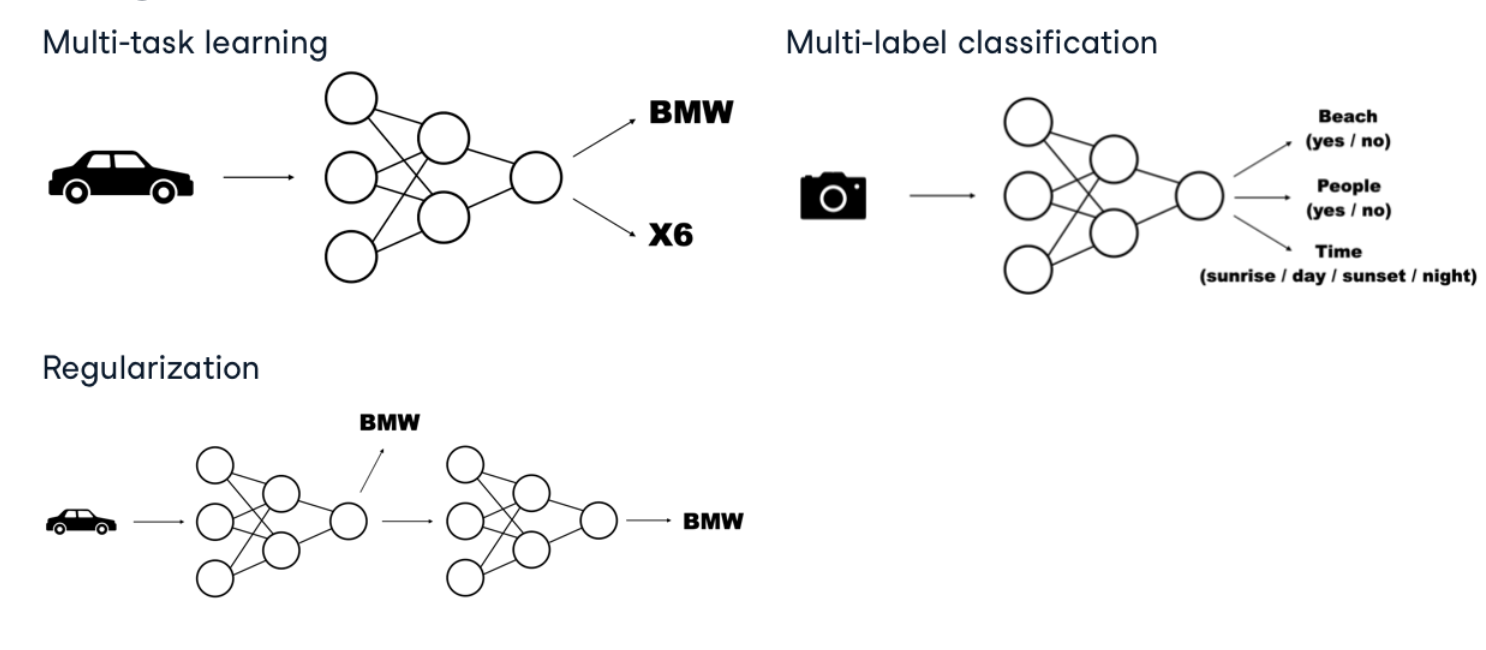 Multi-task learning
BMW
X6
Multi-label classification
Beach
(yes / no)
People
(yes / no)
Time
(sunrise / day / sunset / night)
Regularization
BMW
BMW